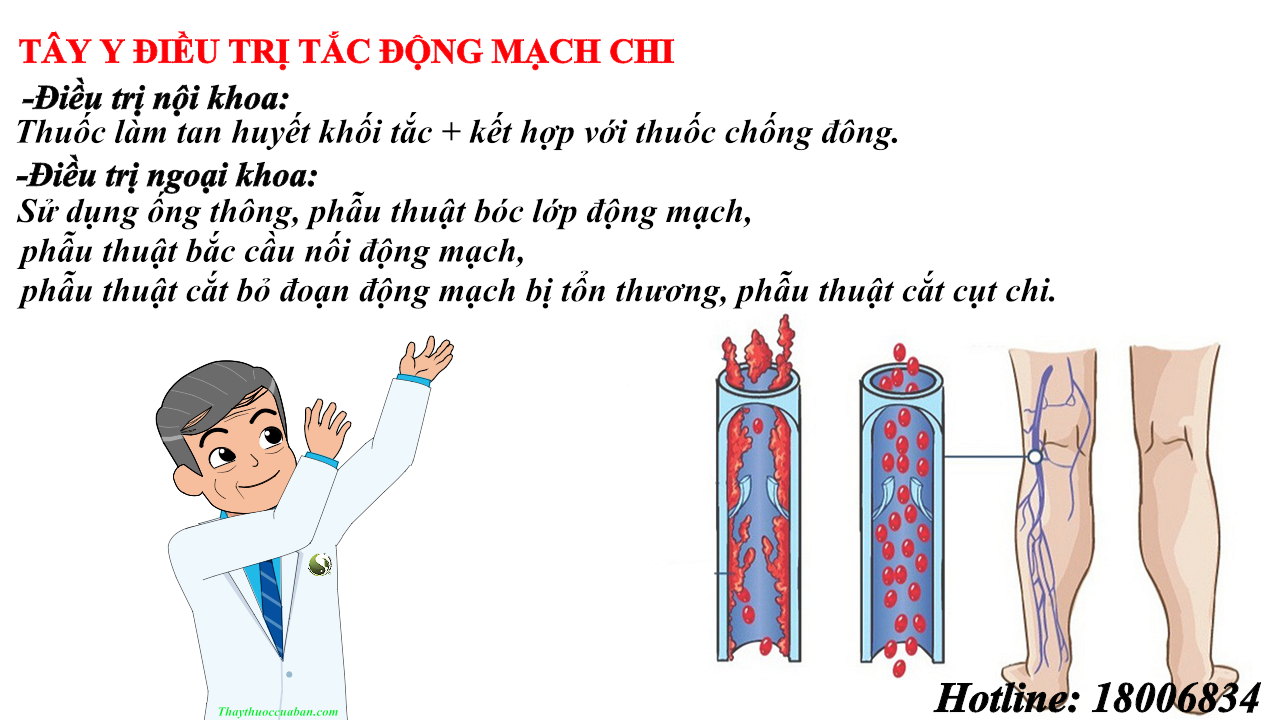 TÂY Y ĐIỀU TRỊ TẮC ĐỘNG MẠCH CHI
-Điều trị nội khoa:
Thuốc làm tan huyết khối tắc + kết hợp với thuốc chống đông.
-Điều trị ngoại khoa:
Sử dụng ống thông, phẫu thuật bóc lớp động mạch,
phẫu thuật bắc cầu nối động mạch,
phẫu thuật cắt bỏ đoạn động mạch bị tổn thương, phẫu thuật cắt cụt chi.
Hotline: 18006834
Thaythuoccuaban.com